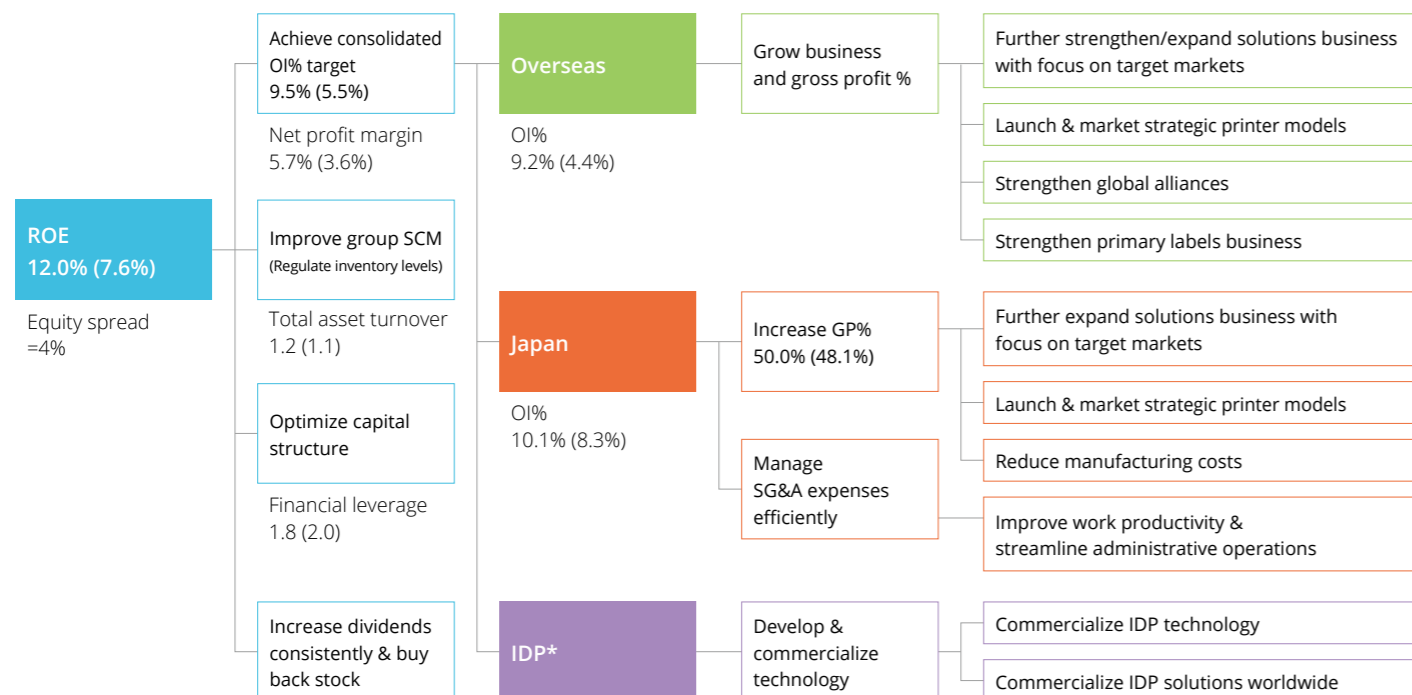 ROE
12.0% (7.6%)
Equity spread
=4%
Achieve consolidated
OI% target
9.5% (5.5%)
Net profit margin
5.7% (3.6%)
Improve group SCM
(Regulate inventory levels)
Total asset turnover
1.2 (1.1)
Optimize capital
structure
Financial leverage
1.8 (2.0)
Increase dividends
consistently & buy
back stock
Overseas
OI%
9.2% (4.4%)
Grow business
and gross profit %
Further strengthen/expand solutions business
with focus on target markets
Launch & market strategic printer models
Strengthen global alliances
Strengthen primary labels business
Japan
OI%
10.1% (8.3%)
Increase GP%
50.0% (48.1%)
Further expand solutions business with
focus on target markets
Launch & market strategic printer models
Reduce manufacturing costs
Manage
SG&A expenses
efficiently
Improve work productivity &
streamline administrative operations
IDP*
Develop &
commercialize
technology
Commercialize IDP technology
Commercialize IDP solutions worldwide